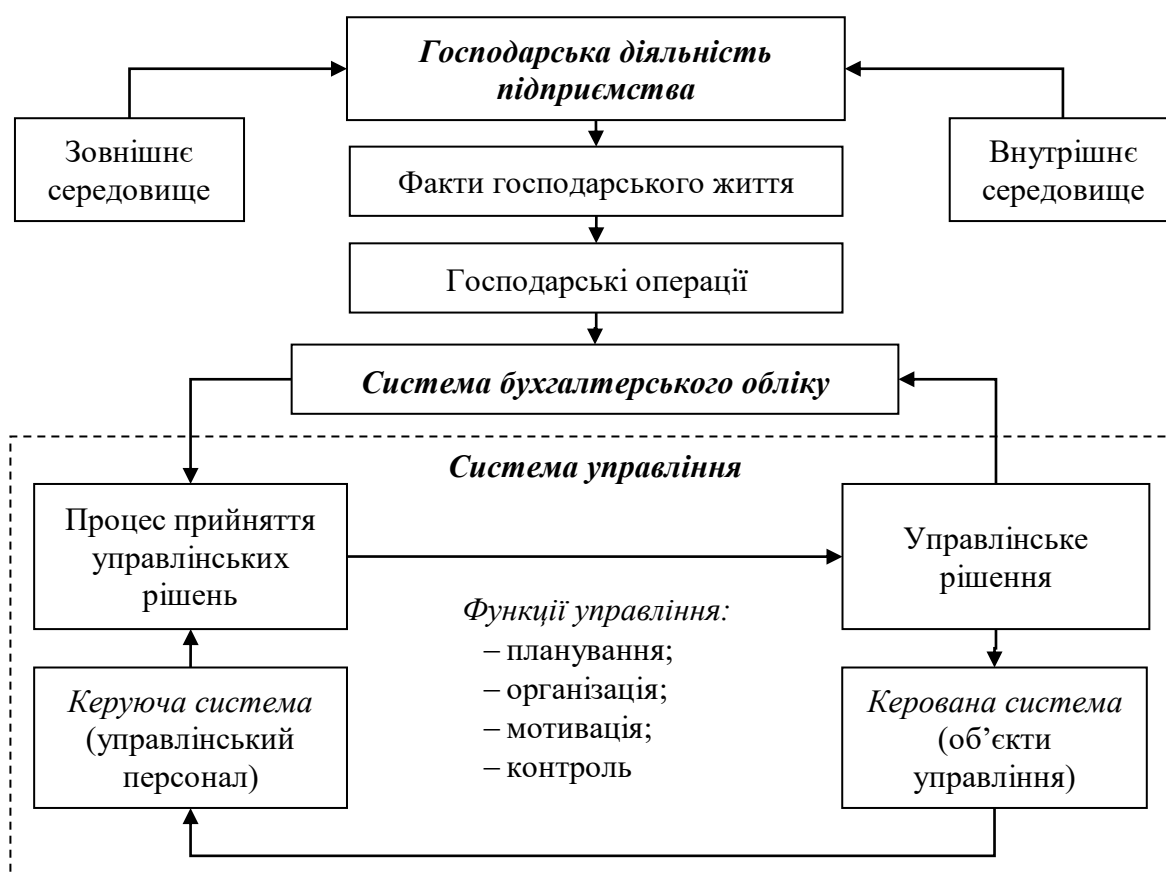 Господарська діяльність
підприємства
Зовнішнє
середовище
Внутрішнє
середовище
Факти господарського життя
Господарські операції
Система бухгалтерського обліку
Система управління
Процес прийняття
управлінських
рішень
Управлінське
рішення
Функції управління:
– планування;
– організація;
– мотивація;
– контроль
Керуюча система
(управлінський
персонал)
Керована система
(об’єкти
управління)